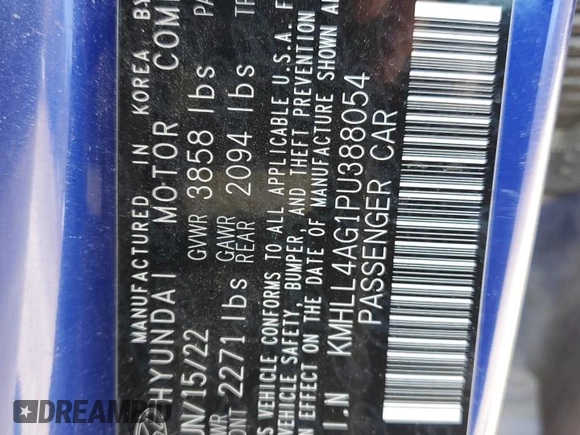 MANUFACTURED IN KOREA BY
HYUNDAI MOTOR
UN/15/22 GVWR 3858 lbs
GAWR
2271 lbs REAR 2094 lbs
S VEHICLE CONFORMS TO ALL APPLICABLE U.S.A. F
VEHICLE SAFETY, BUMPER, AND THEFT PREVENTION
N EFFECT ON THE DATE OF MANUFACTURE SHOWN
I.N KMHLL4AG1PU388054
PASSENGER CAR
DREAMBID